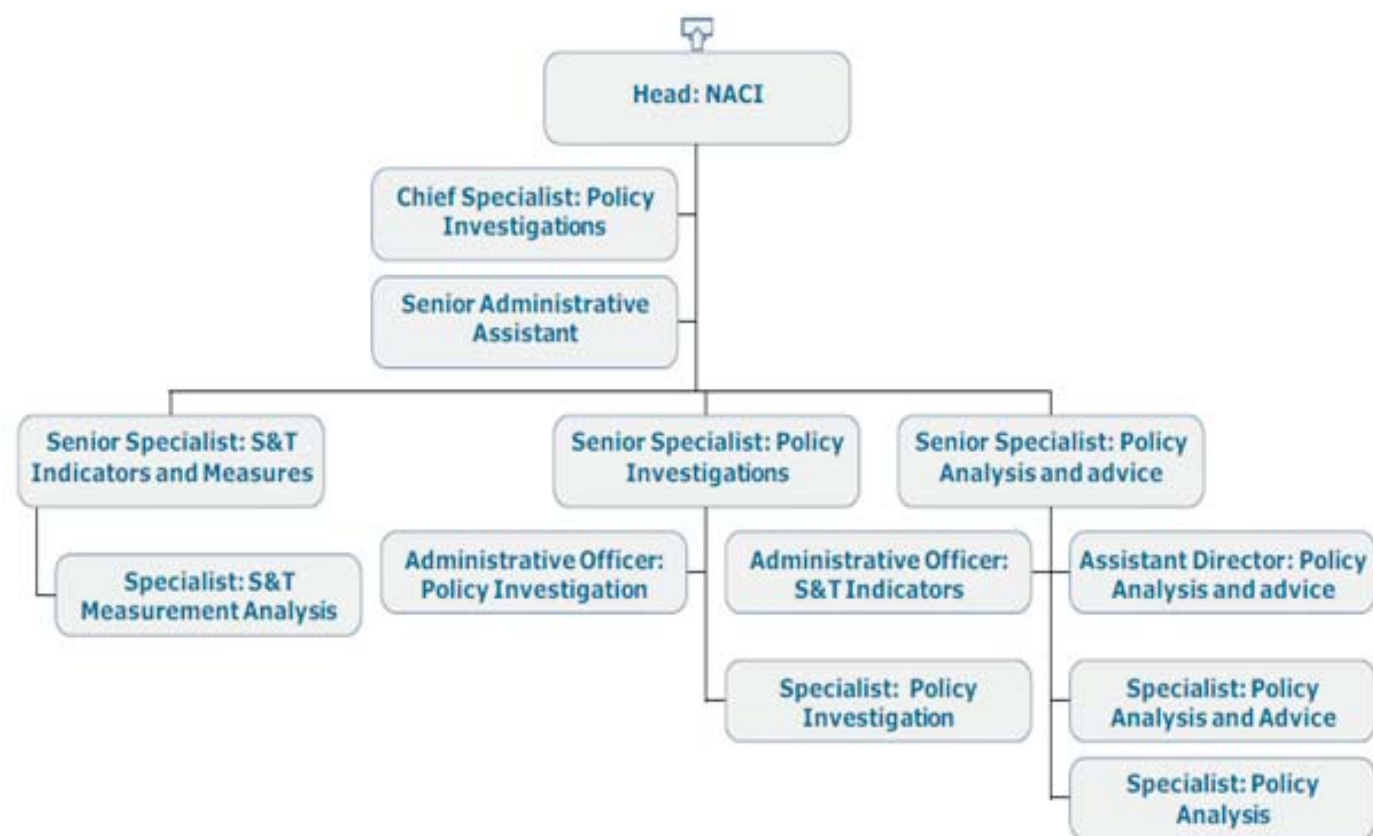 Head: NACI
Chief Specialist: Policy
Investigations
Senior Administrative
Assistant
Senior Specialist: S&T
Indicators and Measures
Senior Specialist: Policy
Investigations
Senior Specialist: Policy
Analysis and advice
Specialist: S&T
Measurement Analysis
Administrative Officer:
Policy Investigation
Administrative Officer:
S&T Indicators
Assistant Director: Policy
Analysis and advice
Specialist: Policy
Investigation
Specialist: Policy
Analysis and Advice
Specialist: Policy
Analysis